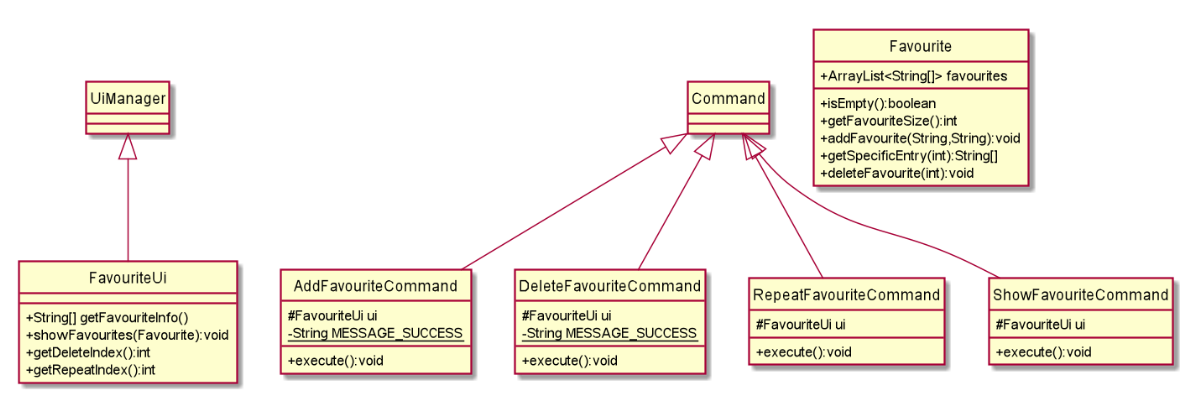 UiManager
FavouriteUi
+String[] getFavouriteInfo()
+showFavourites(Favourite):void
+getDeleteIndex():int
+getRepeatIndex():int
Command
Favourite
+ArrayList<String[]> favourites
+isEmpty():boolean
+getFavouriteSize():int
+addFavourite(String,String):void
+getSpecificEntry(int):String[]
+deleteFavourite(int):void
AddFavouriteCommand
#FavouriteUi ui
-String MESSAGE_SUCCESS
+execute():void
DeleteFavouriteCommand
#FavouriteUi ui
-String MESSAGE_SUCCESS
+execute():void
RepeatFavouriteCommand
#FavouriteUi ui
+execute():void
ShowFavouriteCommand
#FavouriteUi ui
+execute():void